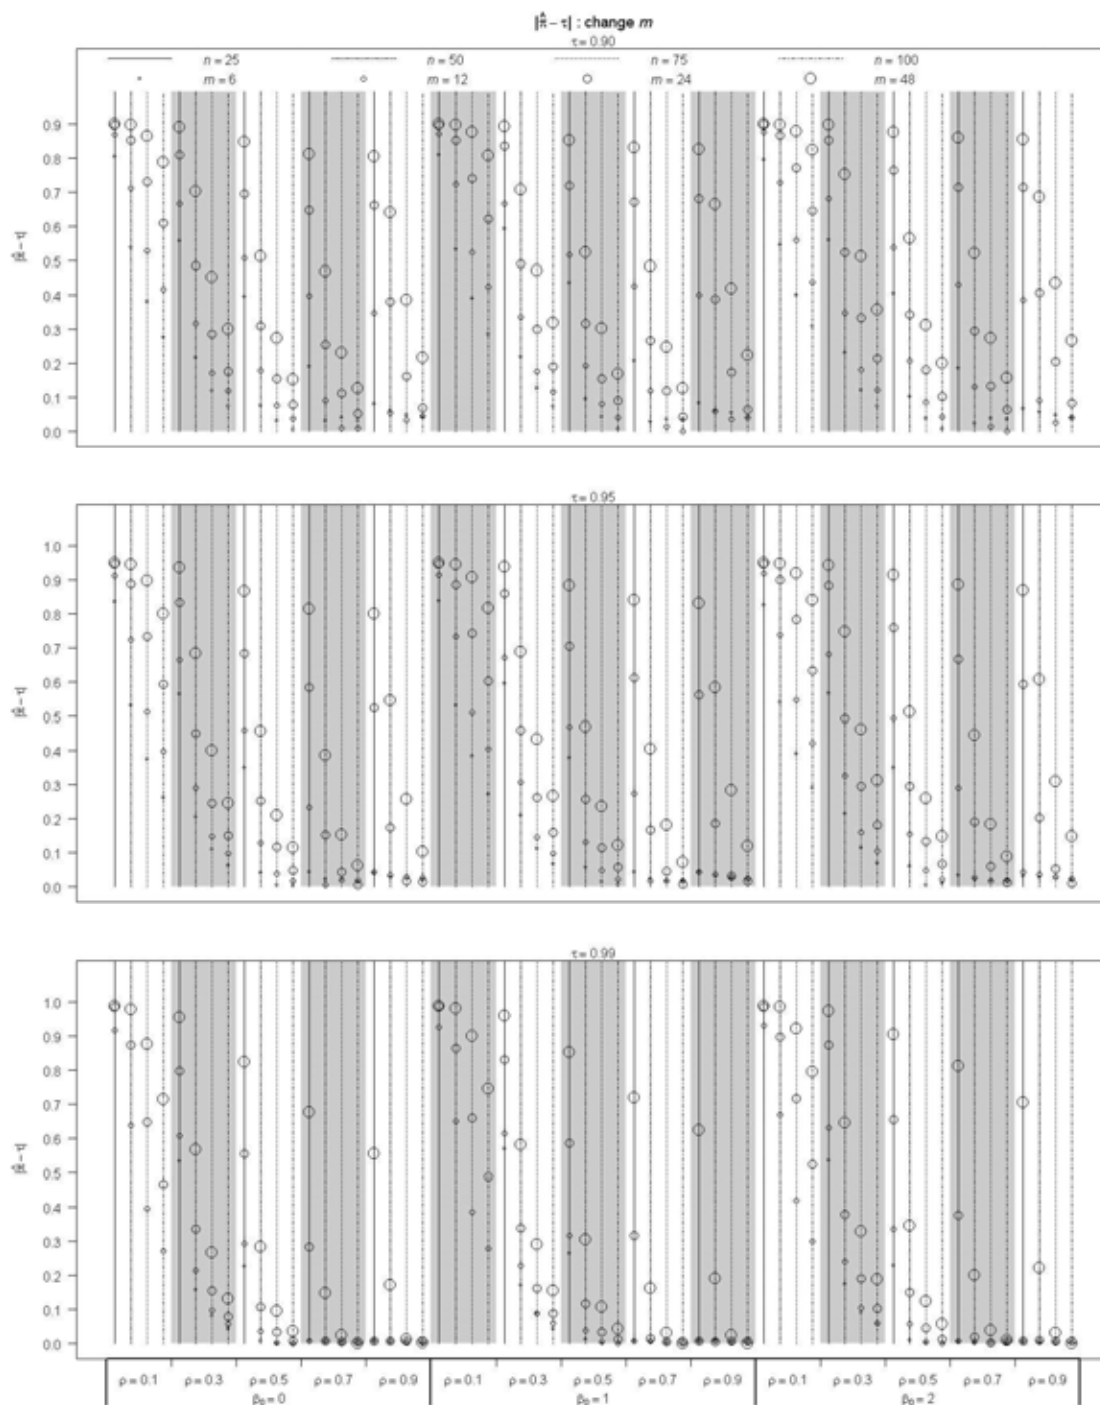 |π̂ − τ| : change m
τ = 0.90
n = 25 n = 50 n = 75 n = 100
m = 6 m = 12 m = 24 m = 48
0.9
0.8
0.7
0.6
0.5
0.4
0.3
0.2
0.1
0.0
|π̂ − τ|
τ = 0.95
1.0
0.9
0.8
0.7
0.6
0.5
0.4
0.3
0.2
0.1
0.0
|π̂ − τ|
τ = 0.99
1.0
0.9
0.8
0.7
0.6
0.5
0.4
0.3
0.2
0.1
0.0
|π̂ − τ|
ρ = 0.1 ρ = 0.3 ρ = 0.5 ρ = 0.7 ρ = 0.9 ρ = 0.1 ρ = 0.3 ρ = 0.5 ρ = 0.7 ρ = 0.9 ρ = 0.1 ρ = 0.3 ρ = 0.5 ρ = 0.7 ρ = 0.9
β₀ = 0 β₀ = 1 β₀ = 2